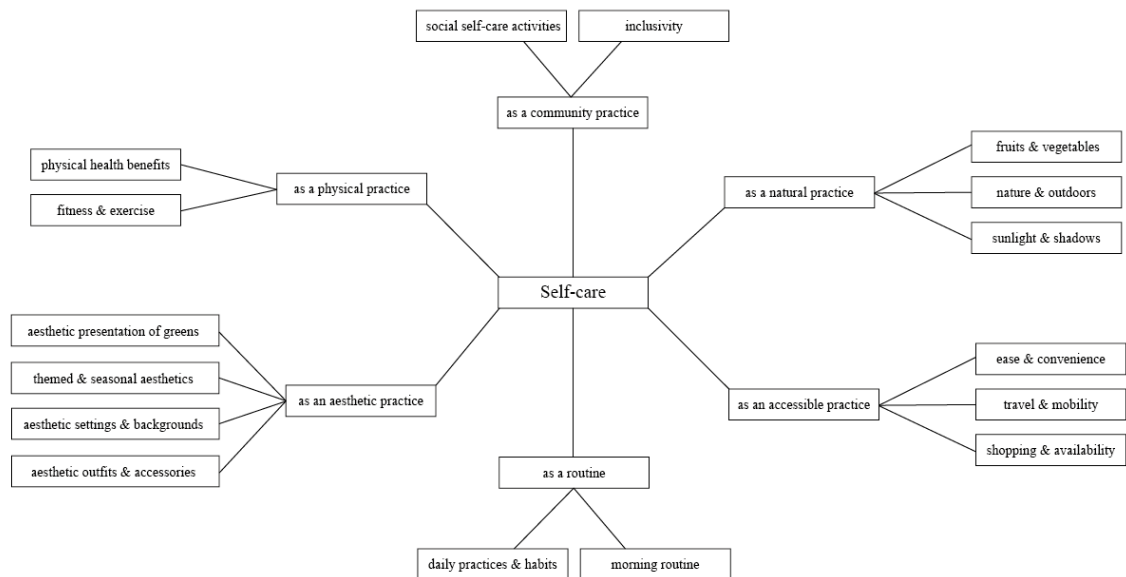 social self-care activities
inclusivity
as a community practice
physical health benefits
fitness & exercise
as a physical practice
as a natural practice
fruits & vegetables
nature & outdoors
sunlight & shadows
Self-care
aesthetic presentation of greens
themed & seasonal aesthetics
aesthetic settings & backgrounds
aesthetic outfits & accessories
as an aesthetic practice
as an accessible practice
ease & convenience
travel & mobility
shopping & availability
as a routine
daily practices & habits
morning routine